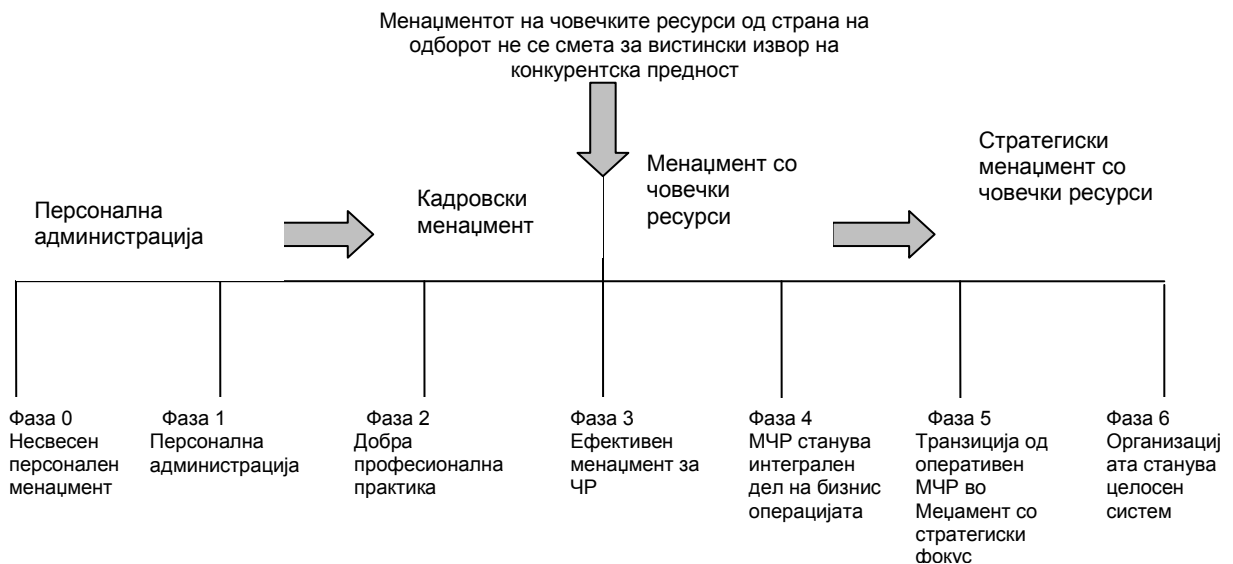 Менаџментот на човечките ресурси од страна на
одборот не се смета за вистински извор на
конкурентска предност
Персонална
администрација
Кадровски
менаџмент
Менаџмент со
човечки
ресурси
Стратегиски
менаџмент со
човечки ресурси
Фаза 0
Несвесен
персонален
менаџмент
Фаза 1
Персонална
администрација
Фаза 2
Добра
професионална
практика
Фаза 3
Ефективен
менаџмент за
ЧР
Фаза 4
МЧР станува
интегрален
дел на бизнис
операцијата
Фаза 5
Транзиција од
оперативен
МЧР во
Меџамент со
стратегиски
фокус
Фаза 6
Организациј
ата станува
целосен
систем